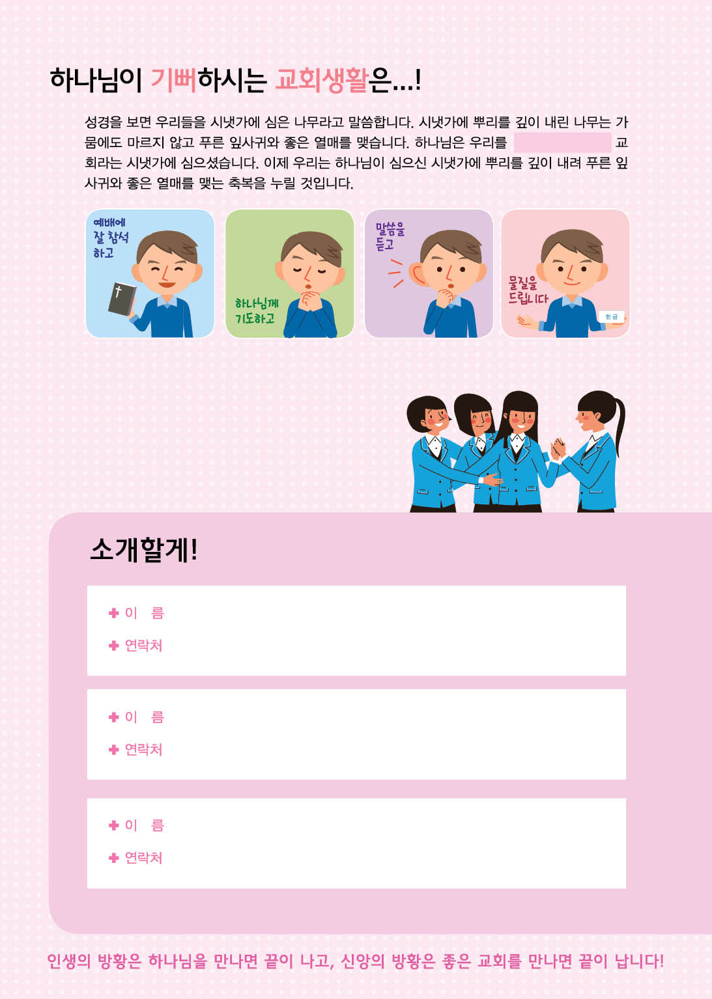 하나님이 기뻐하시는 교회생활은...!
성경을 보면 우리들을 시냇가에 심은 나무라고 말씀합니다. 시냇가에 뿌리를 깊이 내린 나무는 가
뭄에도 마르지 않고 푸른 잎사귀와 좋은 열매를 맺습니다. 하나님은 우리를 교
회라는 시냇가에 심으셨습니다. 이제 우리는 하나님이 심으신 시냇가에 뿌리를 깊이 내려 푸른 잎
사귀와 좋은 열매를 맺는 축복을 누릴 것입니다.
예배에
잘 참석
하고
하나님께
기도하고
말씀을
듣고
물질을
드립니다
헌금
소개할게!
이 름
연락처
이 름
연락처
이 름
연락처
인생의 방황은 하나님을 만나면 끝이 나고, 신앙의 방황은 좋은 교회를 만나면 끝이 납니다!